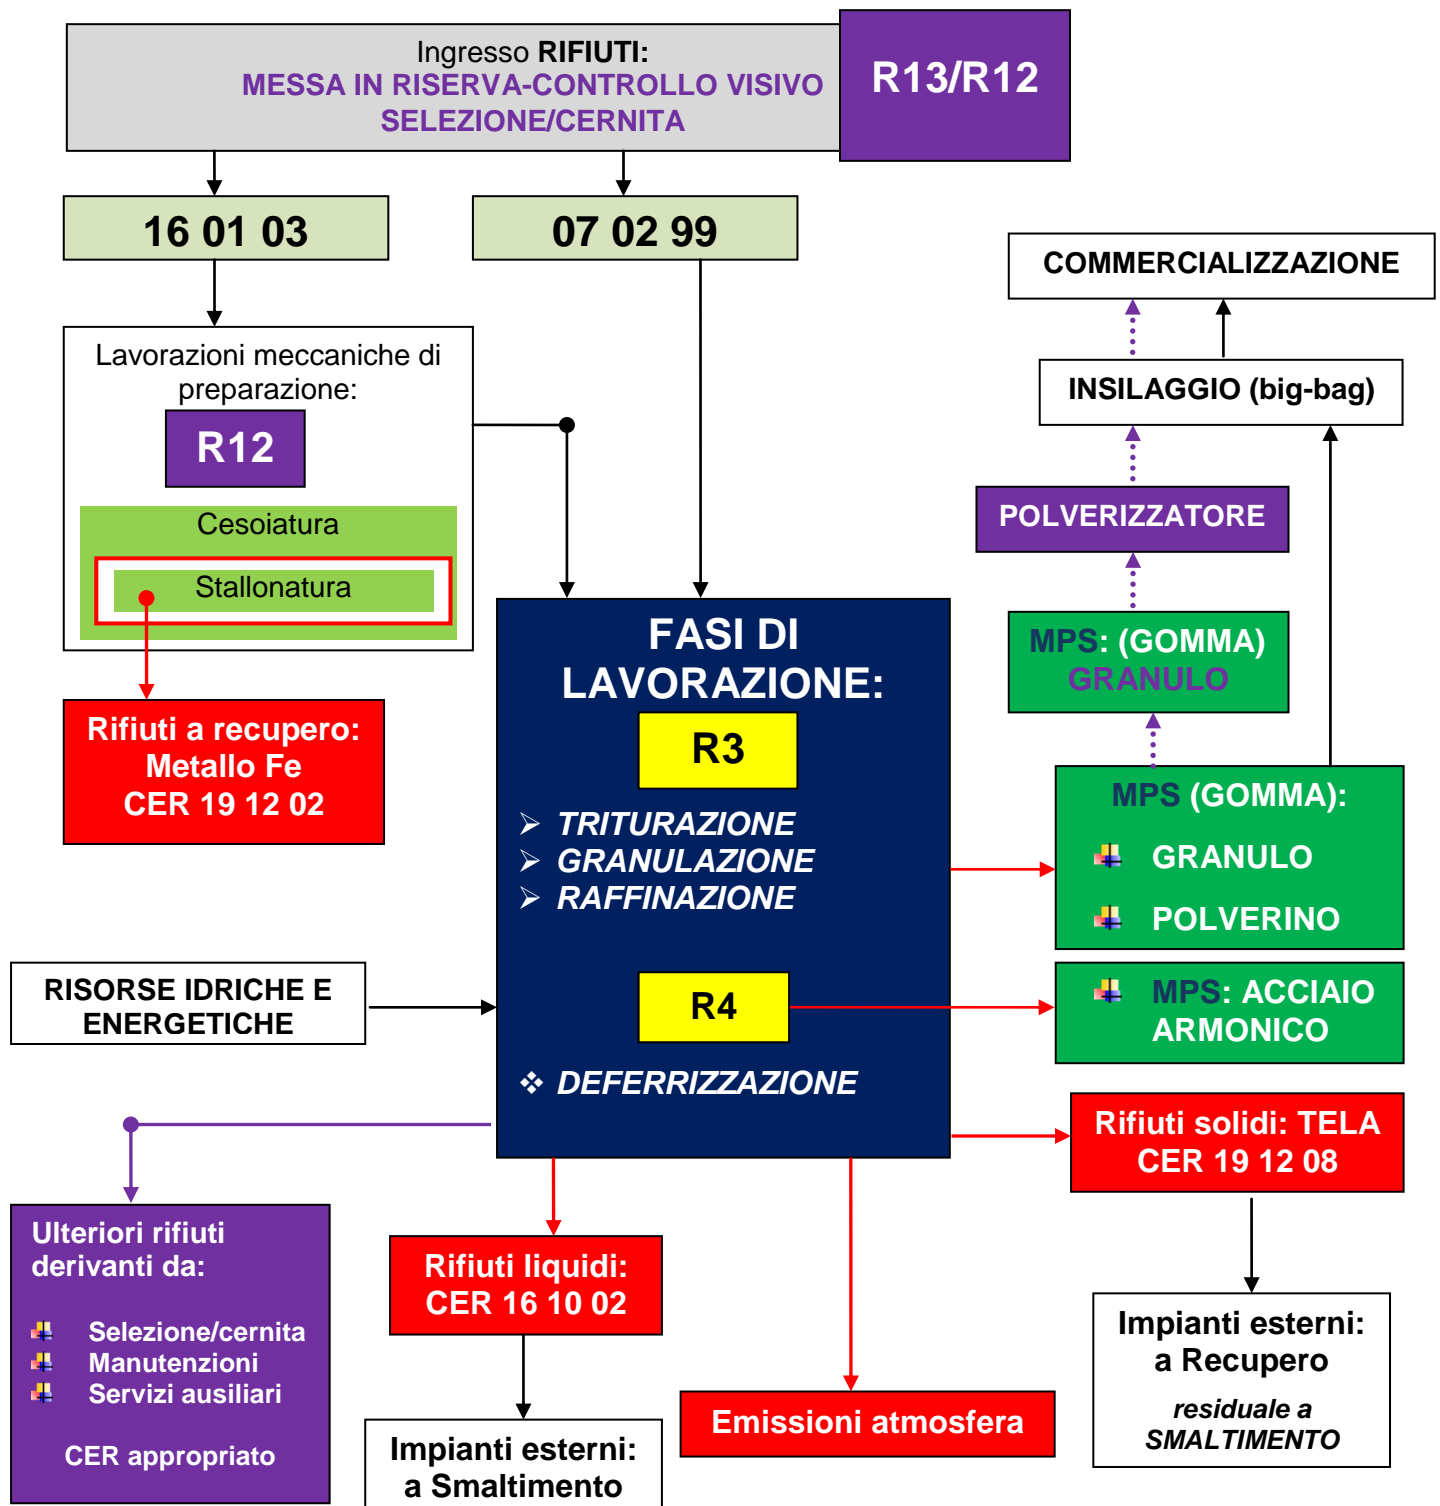 Ingresso RIFIUTI:
MESSA IN RISERVA-CONTROLLO VISIVO
SELEZIONE/CERNITA
R13/R12
16 01 03
07 02 99
COMMERCIALIZZAZIONE
Lavorazioni meccaniche di
preparazione:
R12
Cesoiatura
Stallonatura
INSILAGGIO (big-bag)
POLVERIZZATORE
MPS: (GOMMA)
GRANULO
Rifiuti a recupero:
Metallo Fe
CER 19 12 02
FASI DI
LAVORAZIONE:
R3
TRITURAZIONE
GRANULAZIONE
RAFFINAZIONE
R4
DEFERRIZZAZIONE
MPS (GOMMA):
GRANULO
POLVERINO
RISORSE IDRICHE E
ENERGETICHE
MPS: ACCIAIO
ARMONICO
Rifiuti solidi: TELA
CER 19 12 08
Ulteriori rifiuti
derivanti da:
Selezione/cernita
Manutenzioni
Servizi ausiliari
CER appropriato
Rifiuti liquidi:
CER 16 10 02
Impianti esterni:
a Smaltimento
Emissioni atmosfera
Impianti esterni:
a Recupero
residuale a
SMALTIMENTO